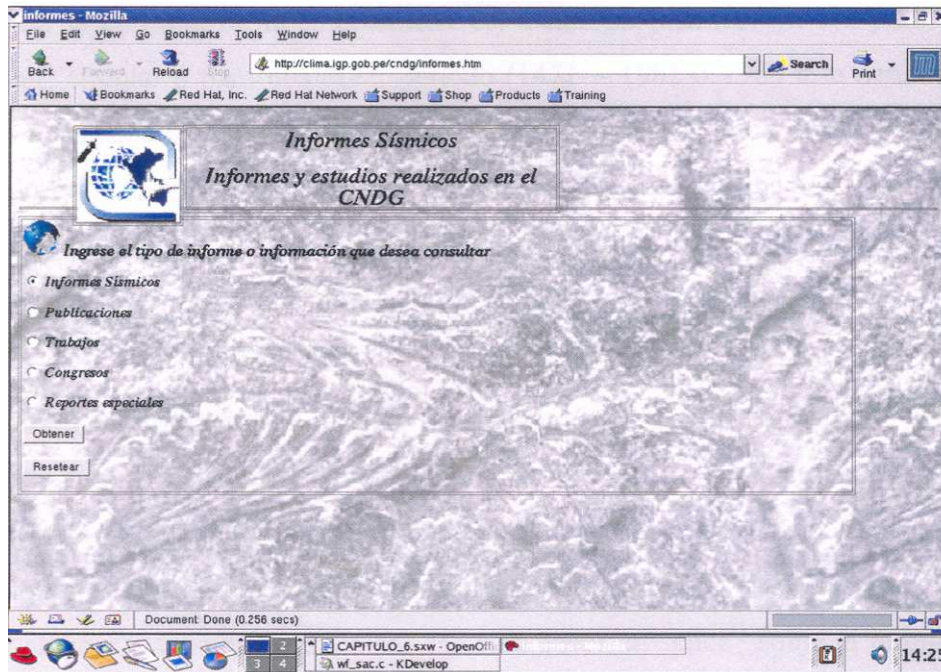 informes - Mozilla
File Edit View Go Bookmarks Tools Window Help
Back Forward Reload Stop http://clima.igp.gob.pe/cndg/informes.htm Search Print
Home Bookmarks Red Hat, Inc. Red Hat Network Support Shop Products Training
Informes Sísmicos
Informes y estudios realizados en el
CNDG
Ingrese el tipo de informe o información que desea consultar
Informes Sísmicos
Publicaciones
Trabajos
Congresos
Reportes especiales
Obtener
Resetear
Document: Done (0.256 secs)
2
3 4
CAPITULO_6.sxw - OpenOffi
wf_sac.c - KDevelop